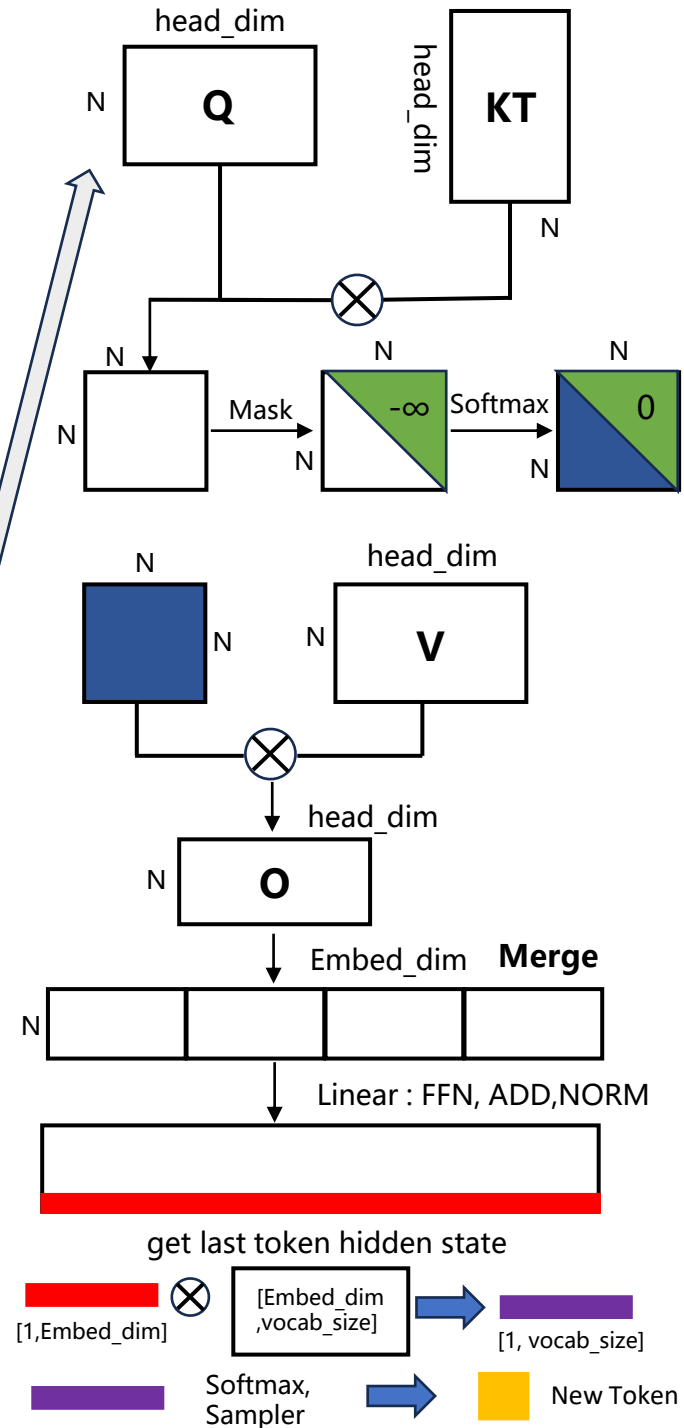 head_dim
N
Q
head_dim
KT
N
N
N
Mask
N
-∞
N
Softmax
N
0
N
N
N
head_dim
N
V
head_dim
N
O
Embed_dim
Merge
N
Linear : FFN, ADD,NORM
get last token hidden state
[1,Embed_dim]
[Embed_dim
,vocab_size]
[1, vocab_size]
Softmax,
Sampler
New Token